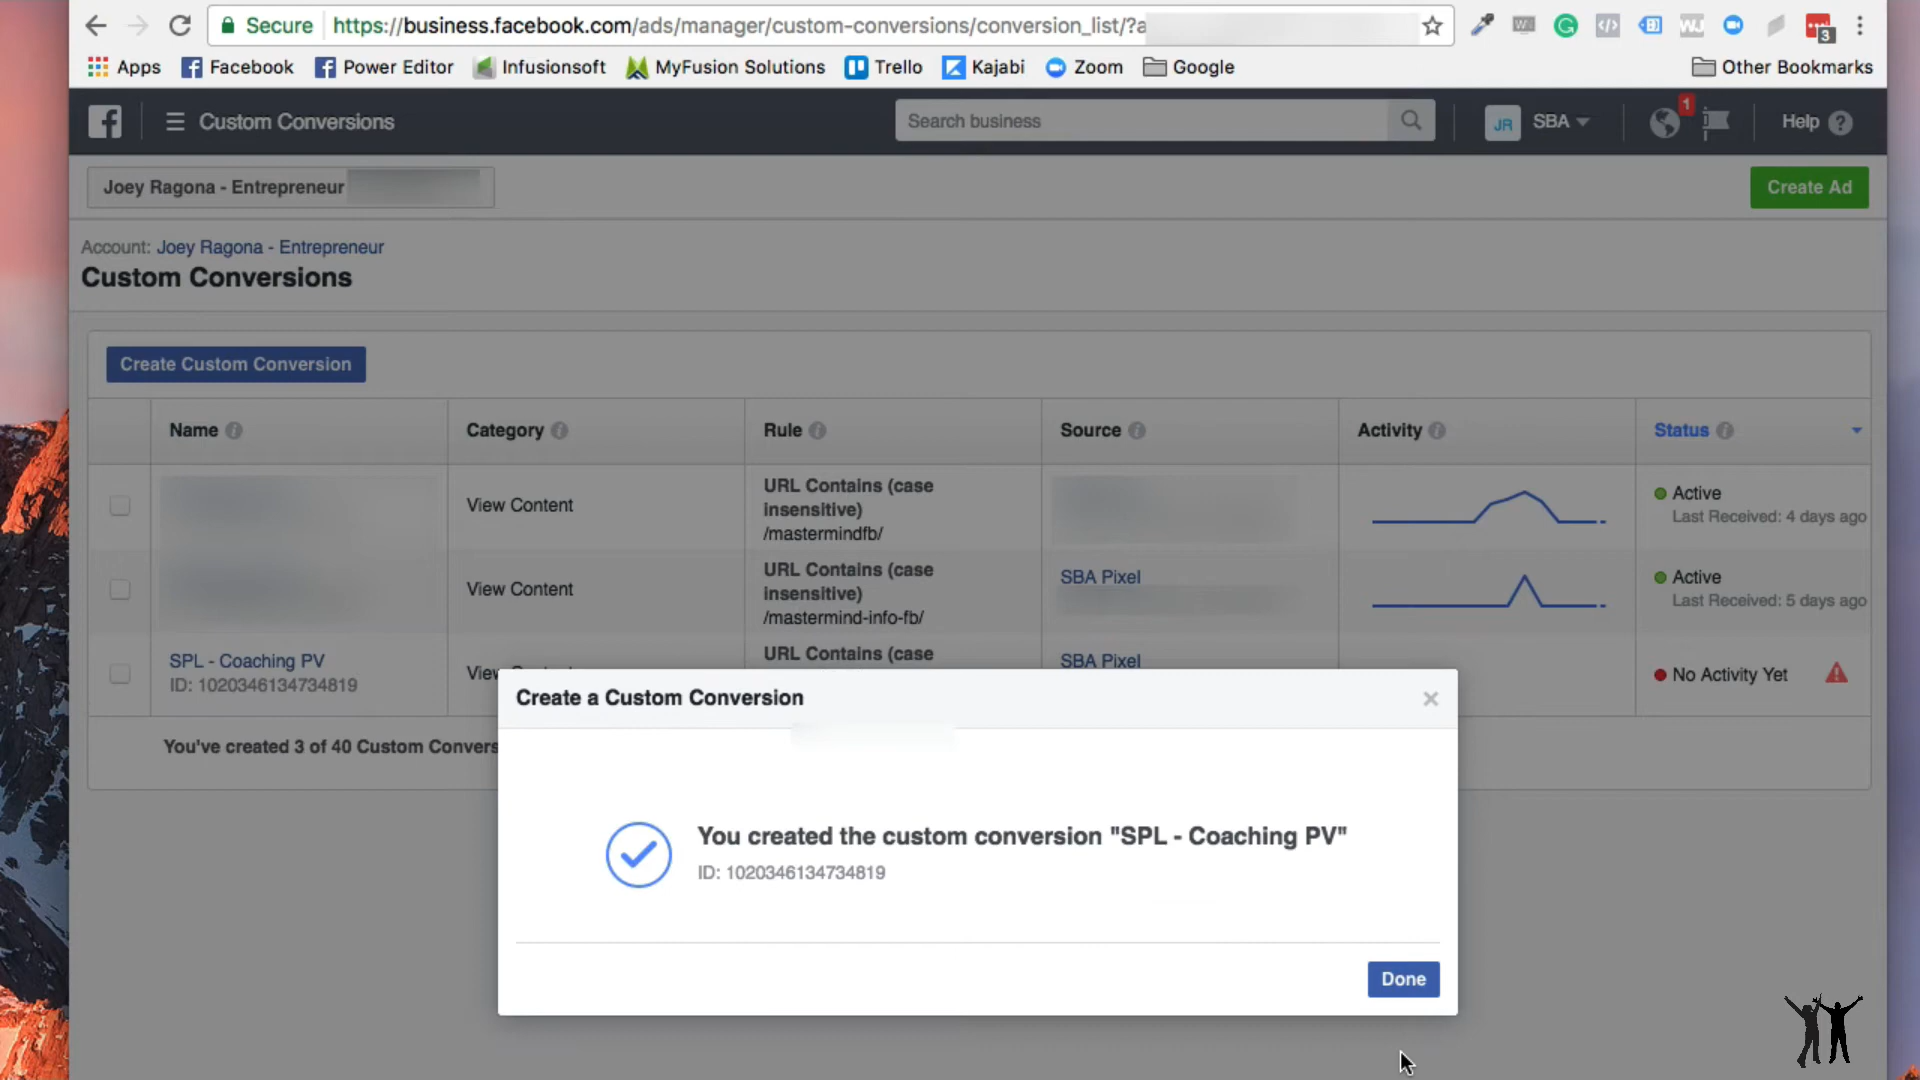 Secure https://business.facebook.com/ads/manager/custom-conversions/conversion_list/?a
3
Apps Facebook Power Editor Infusionsoft MyFusion Solutions Trello Kajabi Zoom Google Other Bookmarks
Custom Conversions Search business JR SBA 1 Help ?
Joey Ragona - Entrepreneur Create Ad
Account: Joey Ragona - Entrepreneur
Custom Conversions
Create Custom Conversion
Name Category Rule Source Activity Status
View Content
URL Contains (case
insensitive)
/mastermindfb/
Active
Last Received: 4 days ago
View Content
URL Contains (case
insensitive)
/mastermind-info-fb/
SBA Pixel
Active
Last Received: 5 days ago
SPL - Coaching PV
ID: 1020346134734819
URL Contains (case
SBA Pixel
No Activity Yet
You've created 3 of 40 Custom Convers
Create a Custom Conversion
You created the custom conversion "SPL - Coaching PV"
ID: 1020346134734819
Done